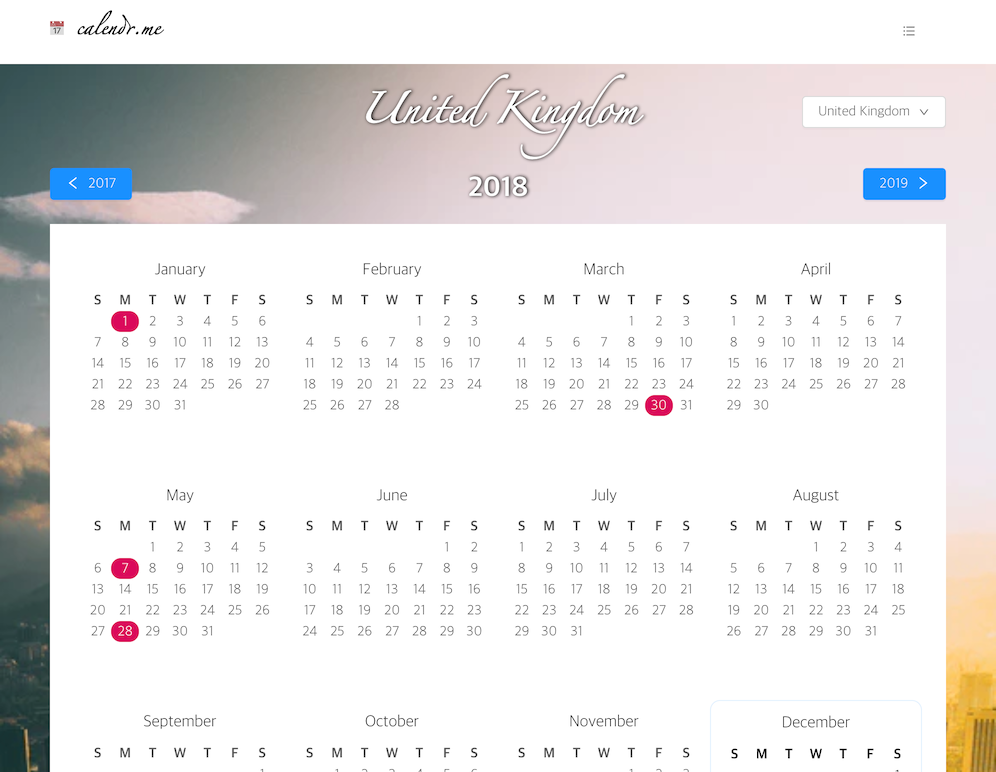 17 calendr.me
United Kingdom
United Kingdom
2017
2018
2019
January February March April
S M T W T F S S M T W T F S S M T W T F S S M T W T F S
1 2 3 4 5 6 1 2 3 1 2 3 1 2 3 4 5 6 7
7 8 9 10 11 12 13 4 5 6 7 8 9 10 4 5 6 7 8 9 10 8 9 10 11 12 13 14
14 15 16 17 18 19 20 11 12 13 14 15 16 17 11 12 13 14 15 16 17 15 16 17 18 19 20 21
21 22 23 24 25 26 27 18 19 20 21 22 23 24 18 19 20 21 22 23 24 22 23 24 25 26 27 28
28 29 30 31 25 26 27 28 25 26 27 28 29 30 31 29 30
May June July August
S M T W T F S S M T W T F S S M T W T F S S M T W T F S
1 2 3 4 5 1 2 1 2 3 4 5 6 7 1 2 3 4
6 7 8 9 10 11 12 3 4 5 6 7 8 9 8 9 10 11 12 13 14 5 6 7 8 9 10 11
13 14 15 16 17 18 19 10 11 12 13 14 15 16 15 16 17 18 19 20 21 12 13 14 15 16 17 18
20 21 22 23 24 25 26 17 18 19 20 21 22 23 22 23 24 25 26 27 28 19 20 21 22 23 24 25
27 28 29 30 31 24 25 26 27 28 29 30 29 30 31 26 27 28 29 30 31
September October November December
S M T W T F S S M T W T F S S M T W T F S S M T W T F S